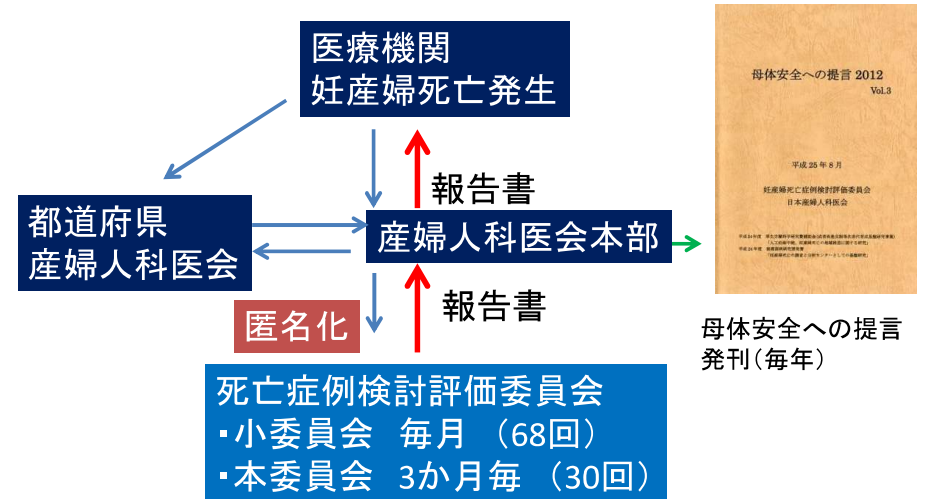 医療機関
妊産婦死亡発生
報告書
都道府県
産婦人科医会
産婦人科医会本部
匿名化
報告書
死亡症例検討評価委員会
・小委員会 毎月 （68回）
・本委員会 3か月毎 （30回）
母体安全への提言 2012
Vol.3
平成 25 年 8 月
妊産婦死亡症例検討評価委員会
日本産婦人科医会
母体安全への提言
発刊（毎年）